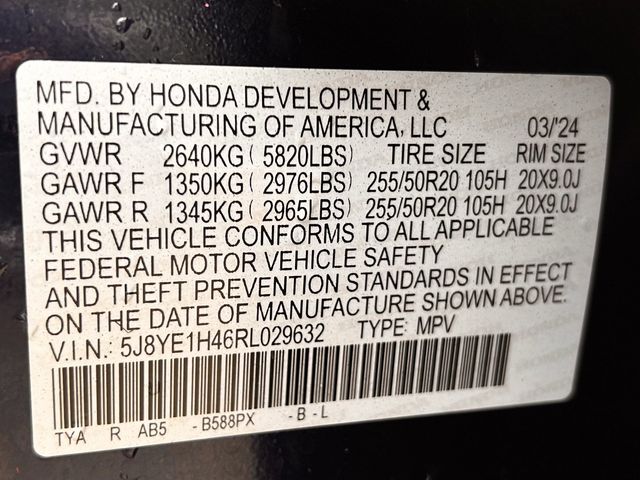 MFD. BY HONDA DEVELOPMENT &
MANUFACTURING OF AMERICA, LLC 03/'24
GVWR 2640KG ( 5820LBS) TIRE SIZE RIM SIZE
GAWR F 1350KG ( 2976LBS) 255/50R20 105H 20X9.0J
GAWR R 1345KG ( 2965LBS) 255/50R20 105H 20X9.0J
THIS VEHICLE CONFORMS TO ALL APPLICABLE
FEDERAL MOTOR VEHICLE SAFETY
AND THEFT PREVENTION STANDARDS IN EFFECT
ON THE DATE OF MANUFACTURE SHOWN ABOVE.
V.I.N.: 5J8YE1H46RL029632 TYPE: MPV
TYA R AB5 -B588PX -B-L